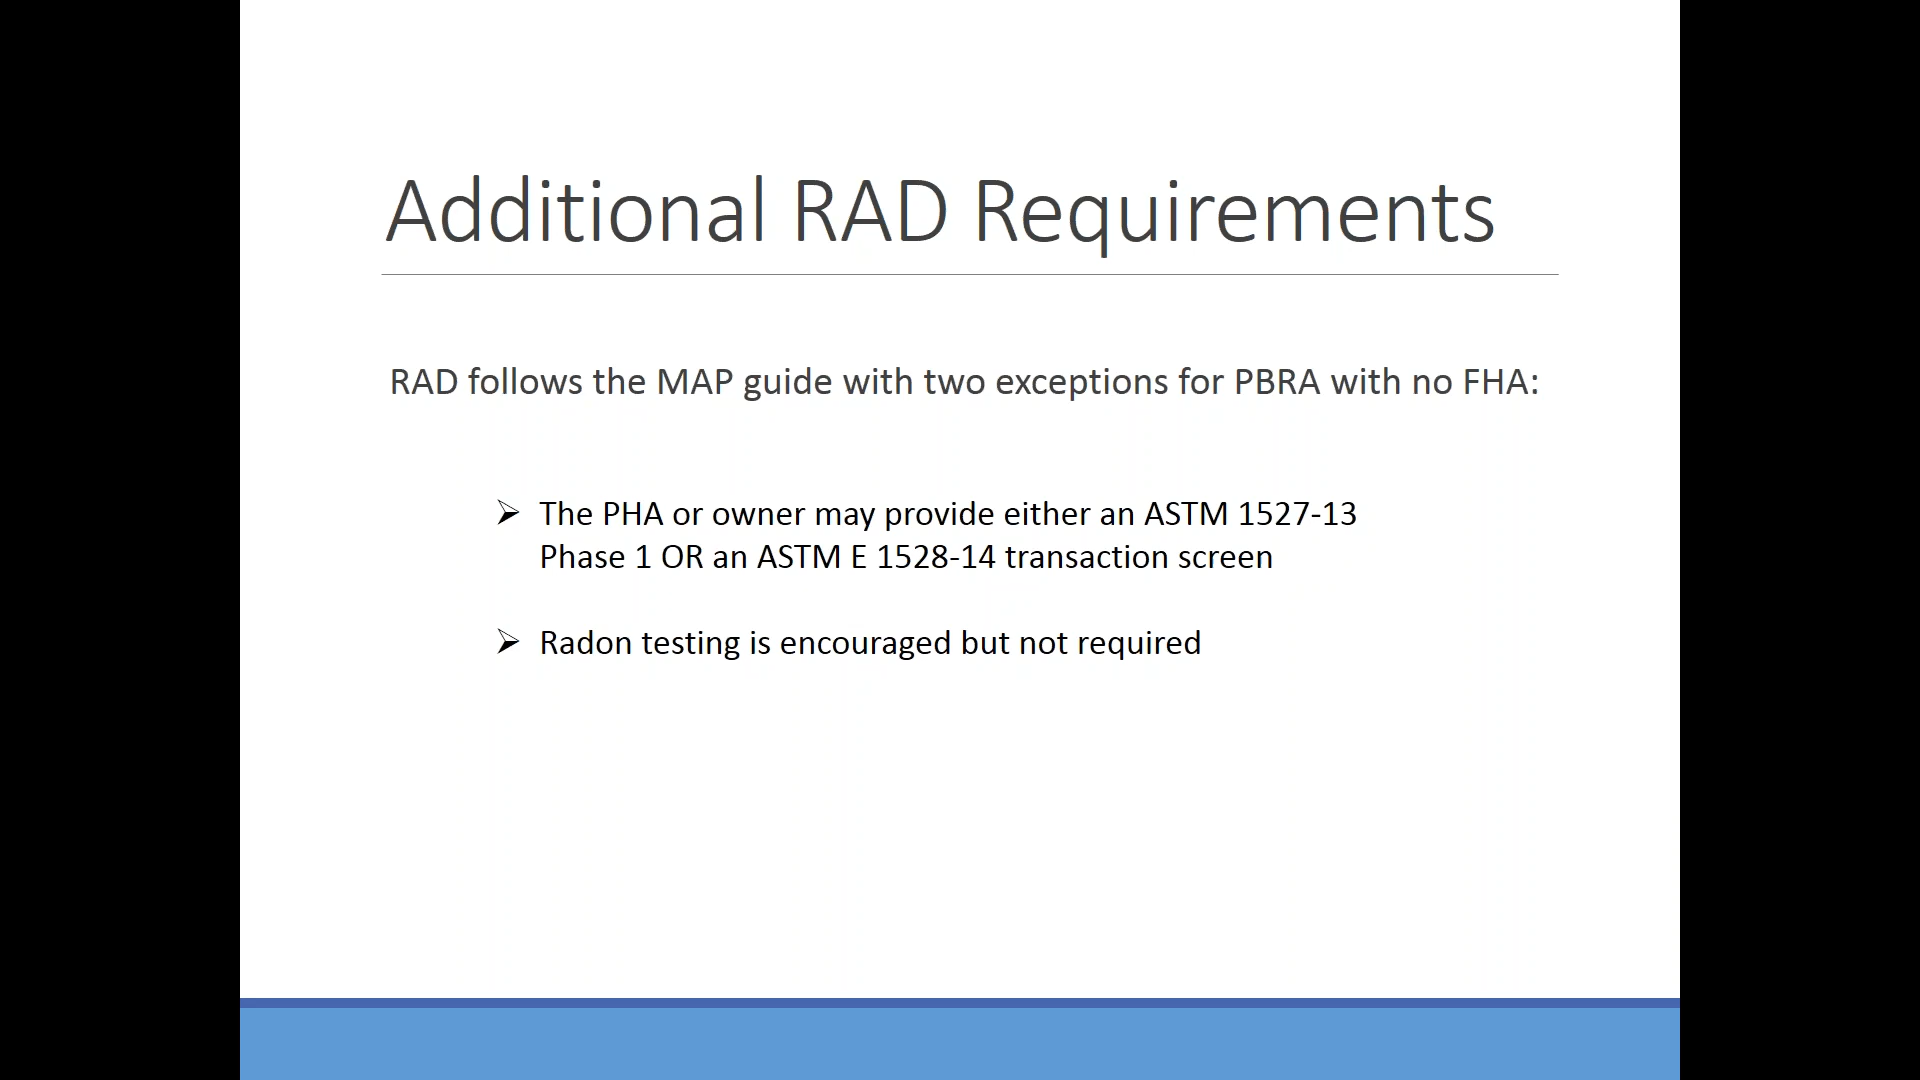 Additional RAD Requirements
RAD follows the MAP guide with two exceptions for PBRA with no FHA:
➢ The PHA or owner may provide either an ASTM 1527-13
Phase 1 OR an ASTM E 1528-14 transaction screen
➢ Radon testing is encouraged but not required